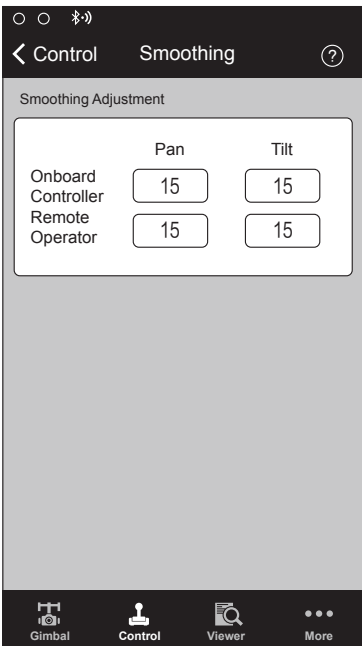 Control Smoothing ?
Smoothing Adjustment
Pan Tilt
Onboard
Controller 15 15
Remote
Operator 15 15
Gimbal Control Viewer More